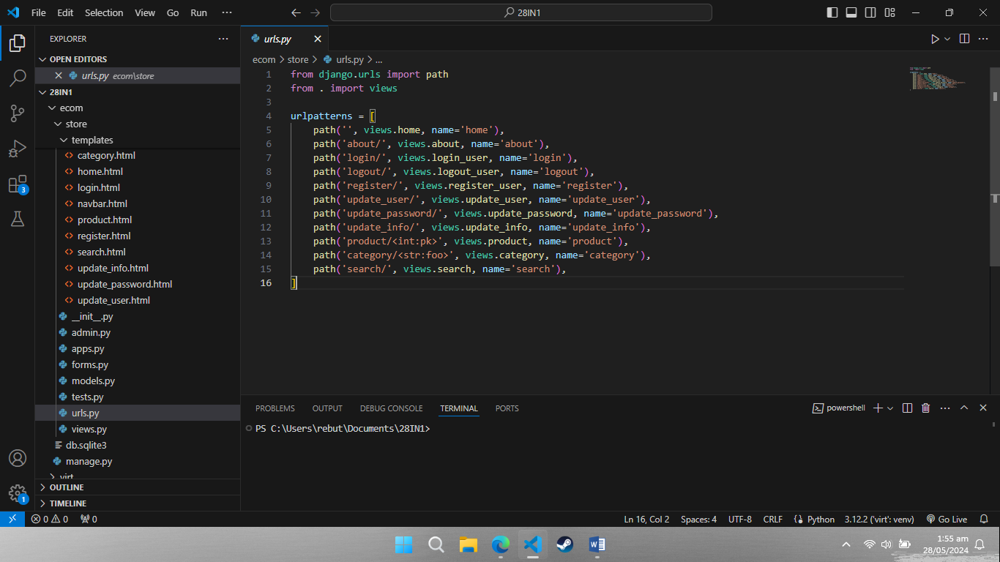 File Edit Selection View Go Run ··· 28IN1
EXPLORER ···
OPEN EDITORS
urls.py ecom\store
28IN1
ecom
store
templates
category.html
home.html
login.html
navbar.html
product.html
register.html
search.html
update_info.html
update_password.html
update_user.html
__init__.py
admin.py
apps.py
forms.py
models.py
tests.py
urls.py
views.py
db.sqlite3
manage.py
virt
OUTLINE
TIMELINE
3
1
urls.py
ecom > store > urls.py > ...
1 from django.urls import path
2 from . import views
3
4 urlpatterns = [
5     path('', views.home, name='home'),
6     path('about/', views.about, name='about'),
7     path('login/', views.login_user, name='login'),
8     path('logout/', views.logout_user, name='logout'),
9     path('register/', views.register_user, name='register'),
10     path('update_user/', views.update_user, name='update_user'),
11     path('update_password/', views.update_password, name='update_password'),
12     path('update_info/', views.update_info, name='update_info'),
13     path('product/<int:pk>', views.product, name='product'),
14     path('category/<str:foo>', views.category, name='category'),
15     path('search/', views.search, name='search'),
16 ]
PROBLEMS OUTPUT DEBUG CONSOLE TERMINAL PORTS powershell
PS C:\Users\rebut\Documents\28IN1>
0 0 0 Ln 16, Col 2 Spaces: 4 UTF-8 CRLF Python 3.12.2 ('virt': venv) Go Live
1:55 am
28/05/2024